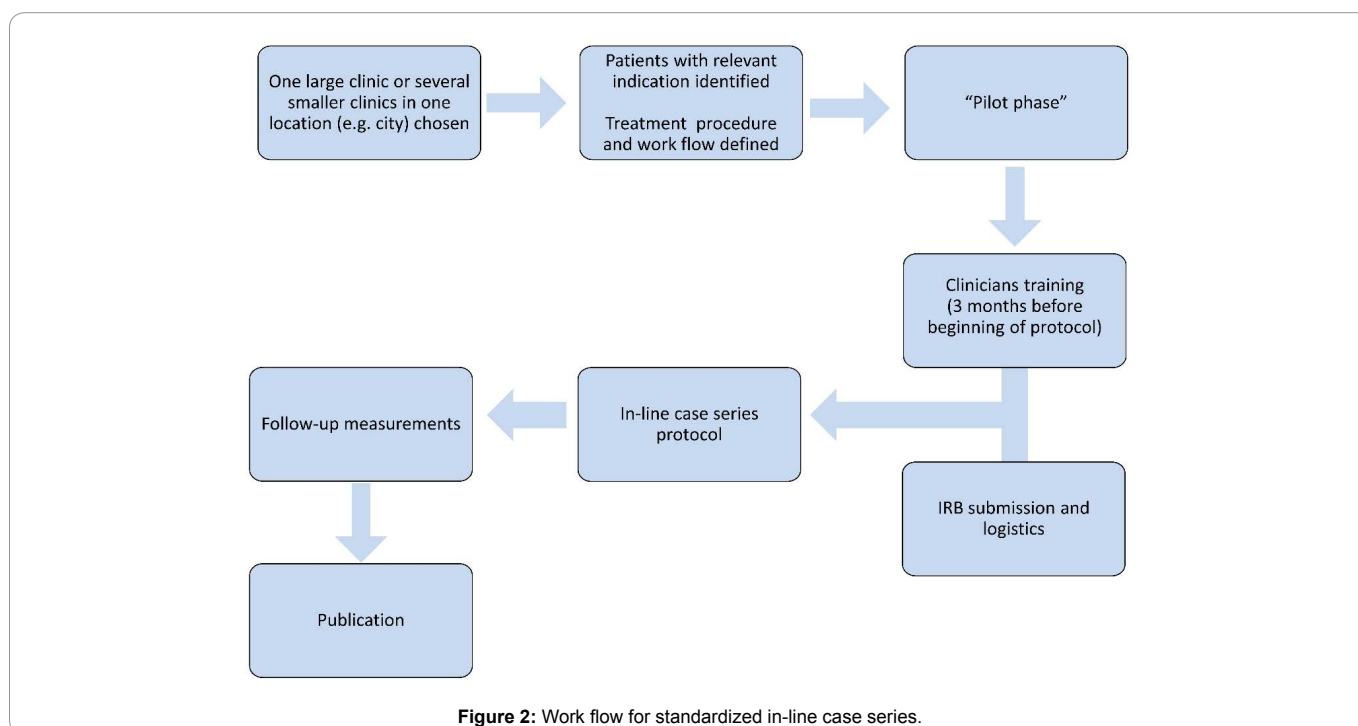 One large clinic or several
smaller clinics in one
location (e.g. city) chosen
Patients with relevant
indication identified
Treatment procedure
and work flow defined
“Pilot phase”
Clinicians training
(3 months before
beginning of protocol)
IRB submission and
logistics
In-line case series
protocol
Follow-up measurements
Publication
Figure 2: Work flow for standardized in-line case series.